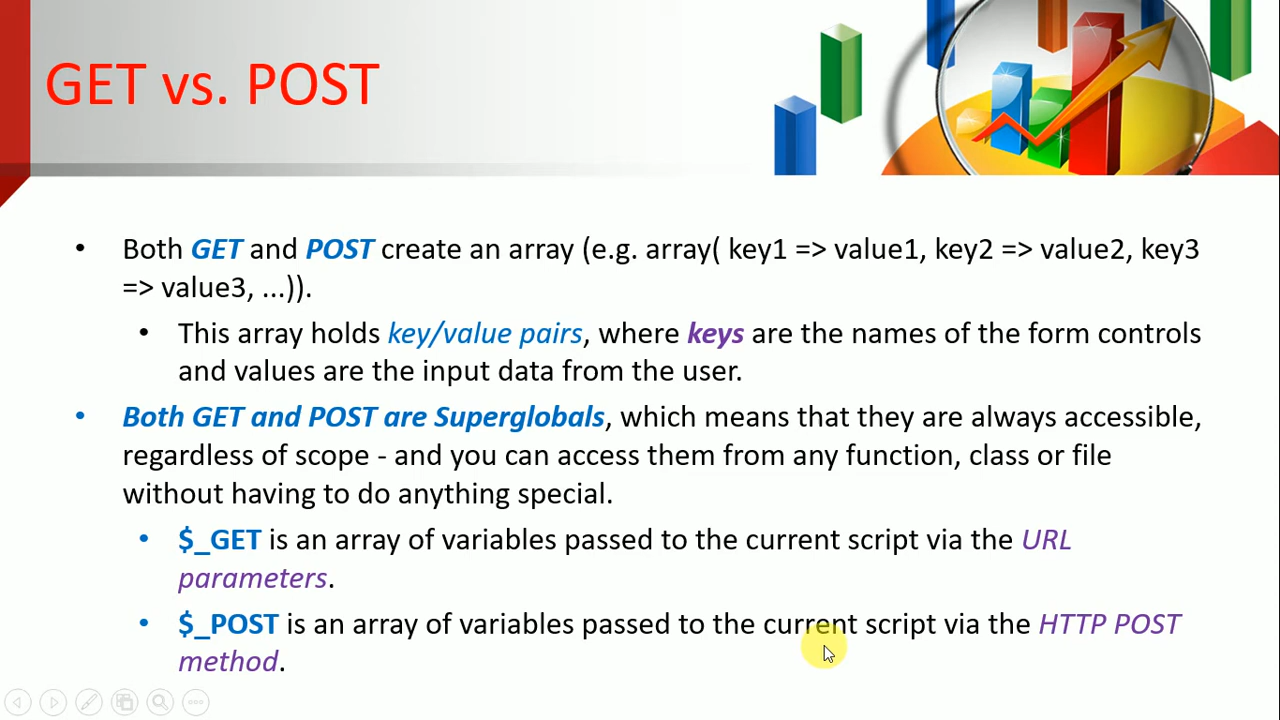 GET vs. POST
• Both GET and POST create an array (e.g. array( key1 => value1, key2 => value2, key3
=> value3, ...)).
• This array holds key/value pairs, where keys are the names of the form controls
and values are the input data from the user.
• Both GET and POST are Superglobals, which means that they are always accessible,
regardless of scope - and you can access them from any function, class or file
without having to do anything special.
• $_GET is an array of variables passed to the current script via the URL
parameters.
• $_POST is an array of variables passed to the current script via the HTTP POST
method.